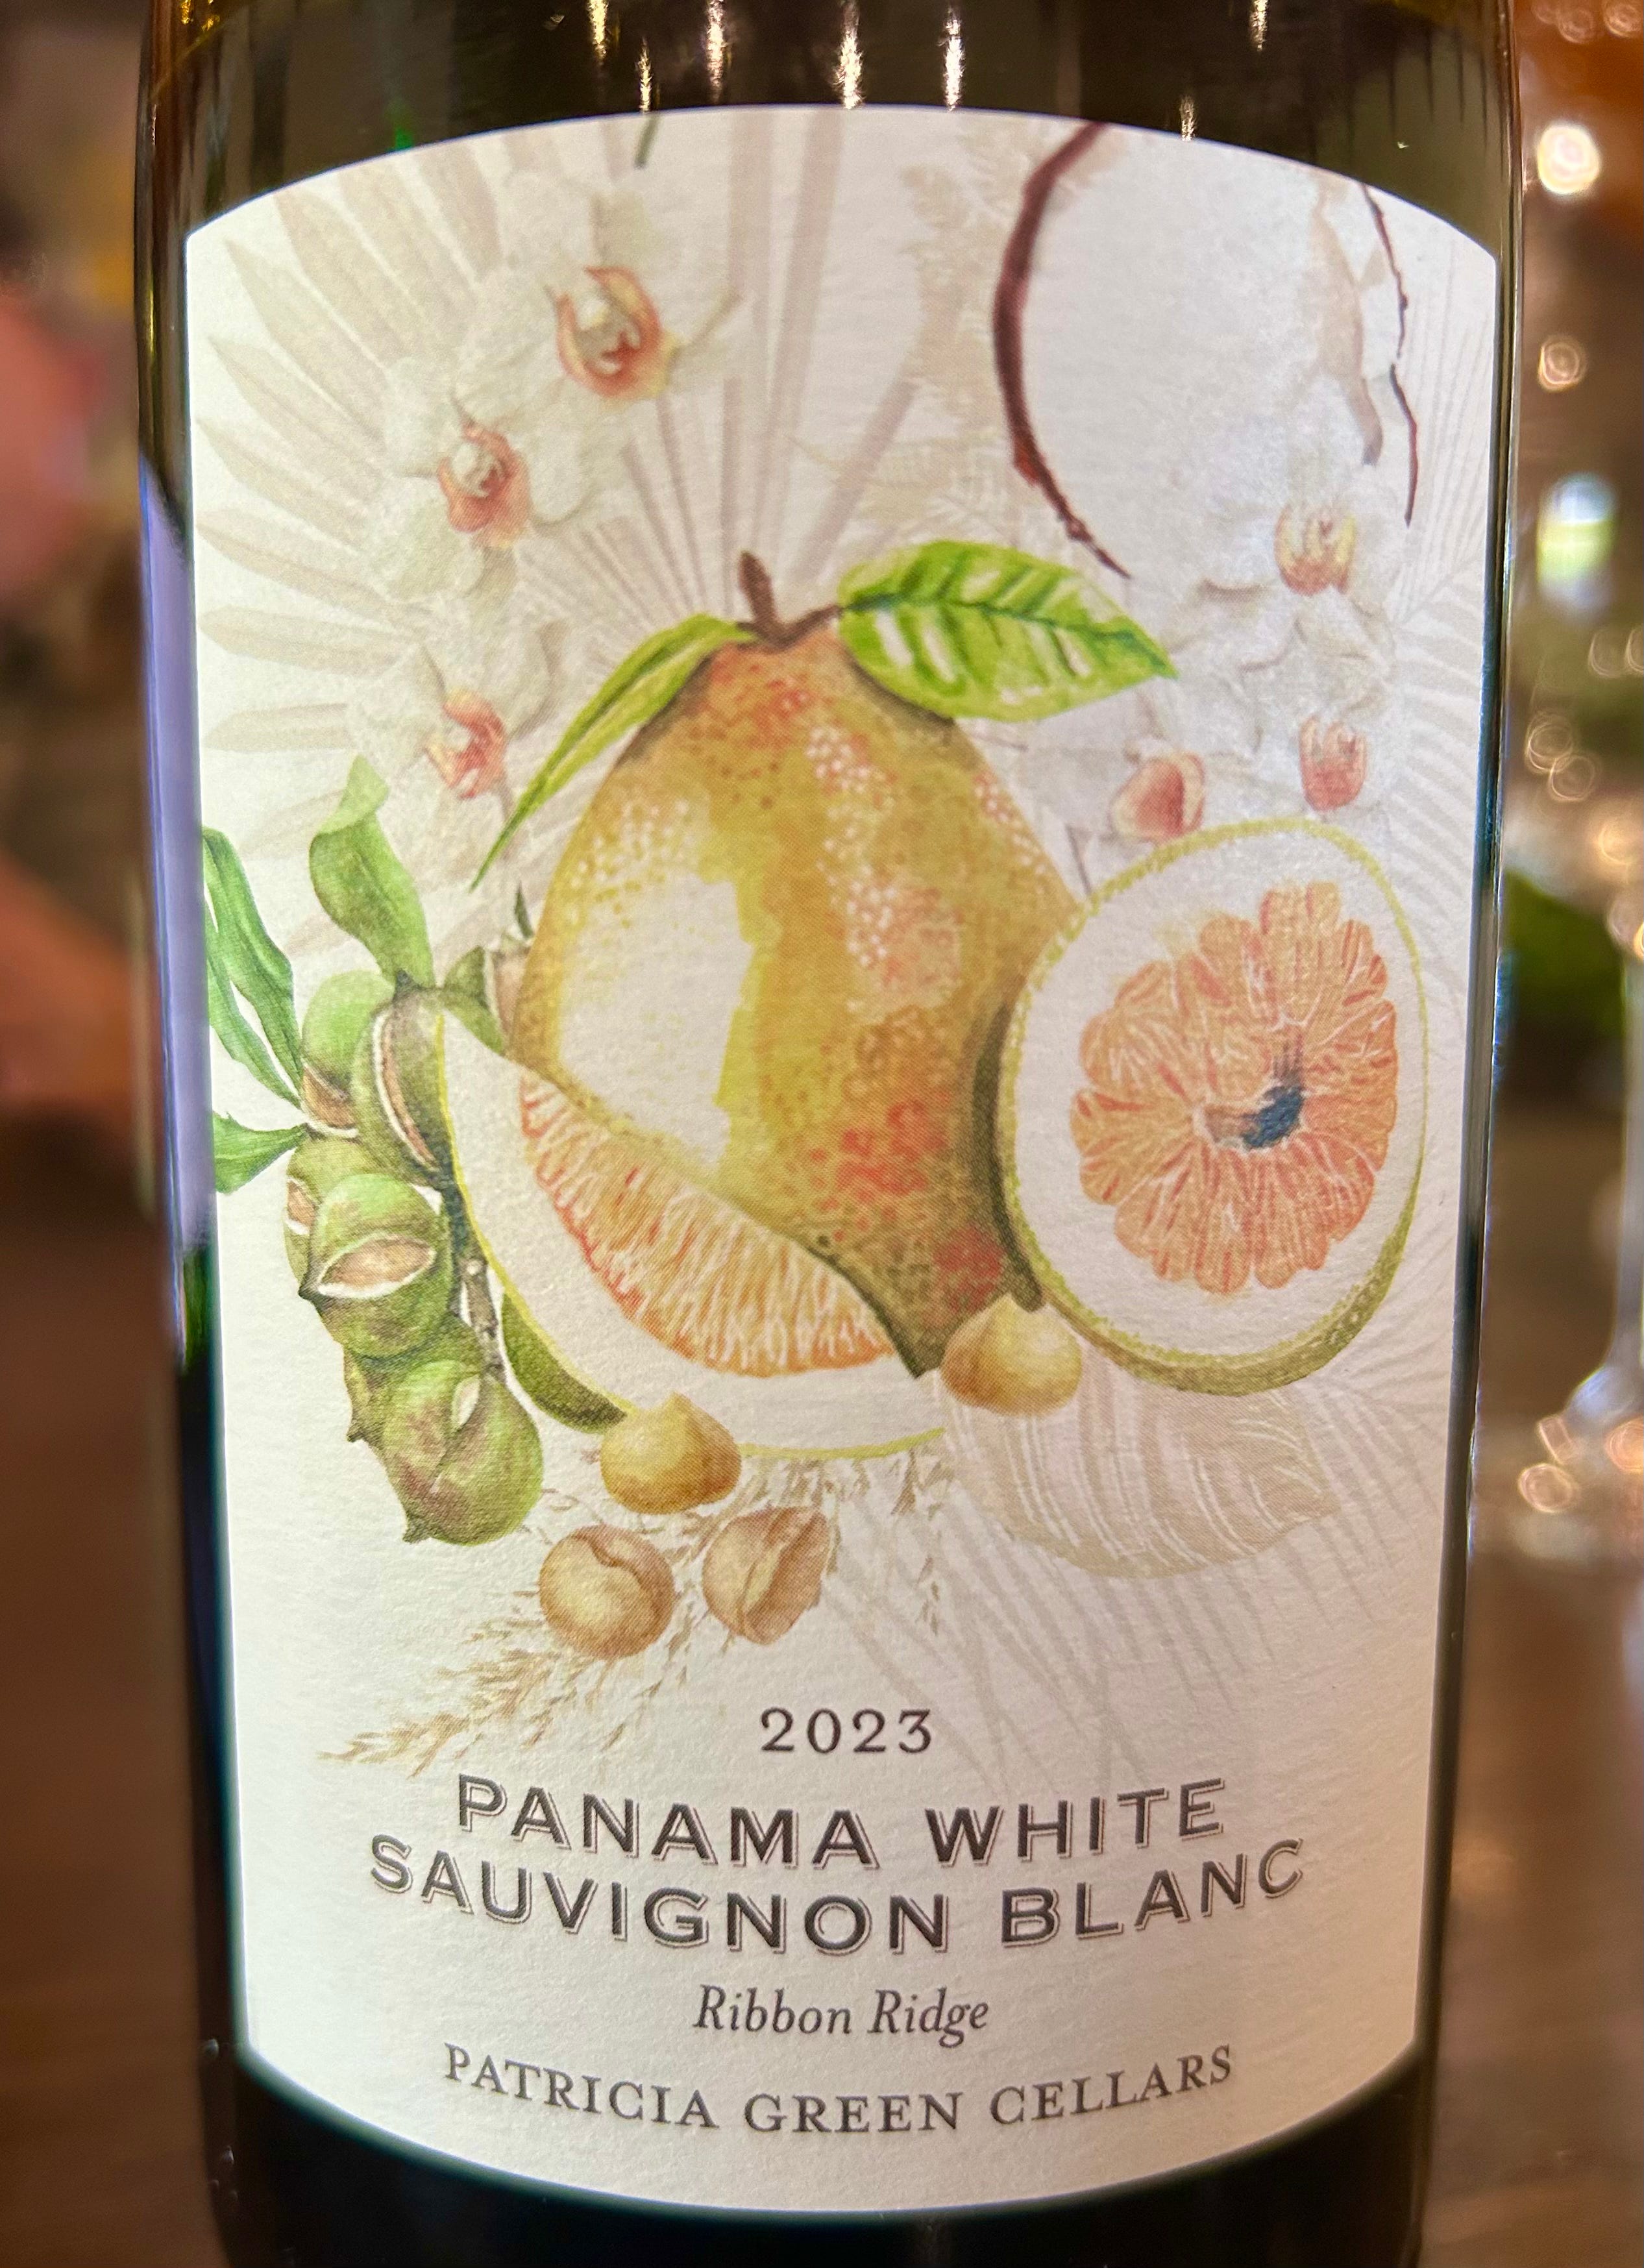 2023
PANAMA WHITE
SAUVIGNON BLANC
Ribbon Ridge
PATRICIA GREEN CELLARS